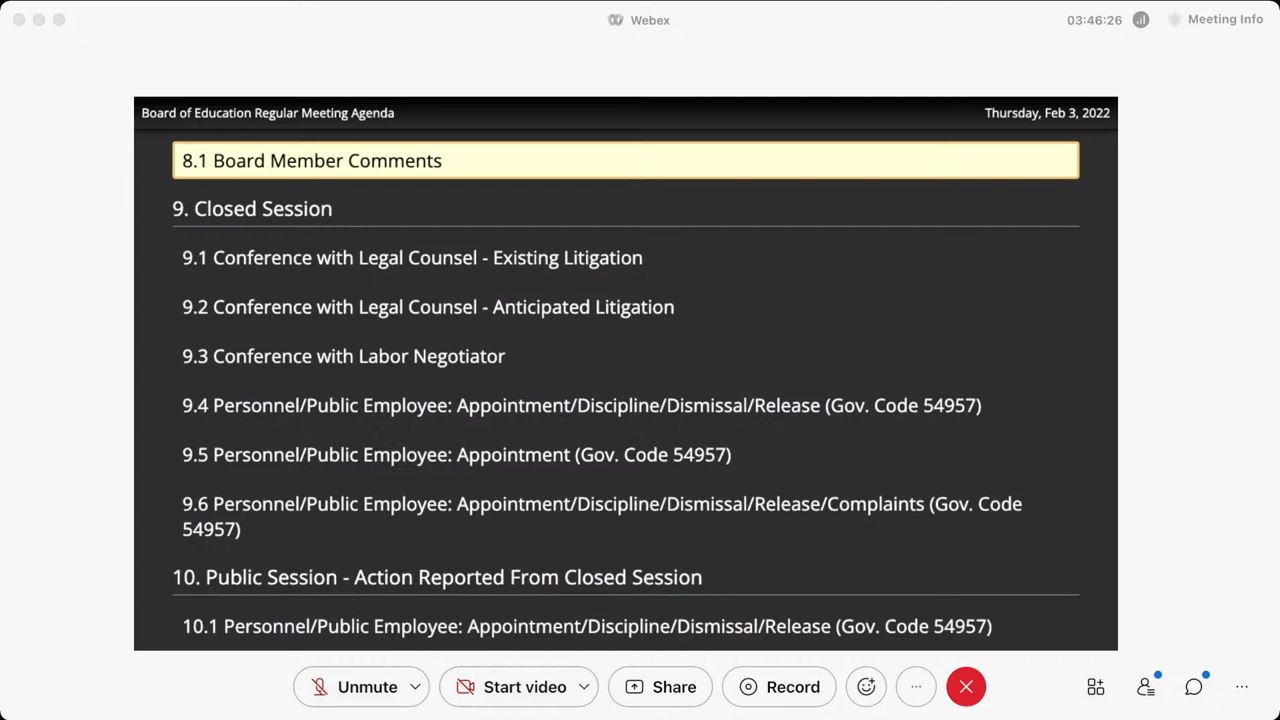 Webex
03:46:26
Meeting Info
Board of Education Regular Meeting Agenda
Thursday, Feb 3, 2022
8.1 Board Member Comments
9. Closed Session
9.1 Conference with Legal Counsel - Existing Litigation
9.2 Conference with Legal Counsel - Anticipated Litigation
9.3 Conference with Labor Negotiator
9.4 Personnel/Public Employee: Appointment/Discipline/Dismissal/Release (Gov. Code 54957)
9.5 Personnel/Public Employee: Appointment (Gov. Code 54957)
9.6 Personnel/Public Employee: Appointment/Discipline/Dismissal/Release/Complaints (Gov. Code
54957)
10. Public Session - Action Reported From Closed Session
10.1 Personnel/Public Employee: Appointment/Discipline/Dismissal/Release (Gov. Code 54957)
Unmute
Start video
Share
Record